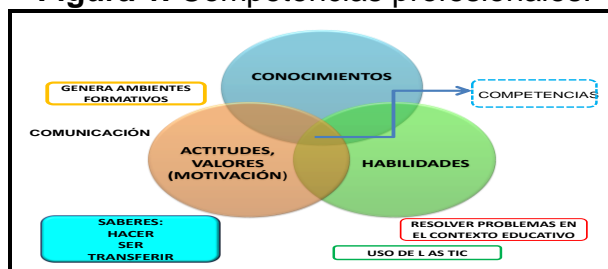 Figura 1. Competencias profesionales.
CONOCIMIENTOS
GENERA AMBIENTES
FORMATIVOS
COMPETENCIAS
COMUNICACIÓN
ACTITUDES,
VALORES
(MOTIVACIÓN)
HABILIDADES
SABERES:
HACER
SER
TRANSFERIR
RESOLVER PROBLEMAS EN
EL CONTEXTO EDUCATIVO
USO DE L AS TIC